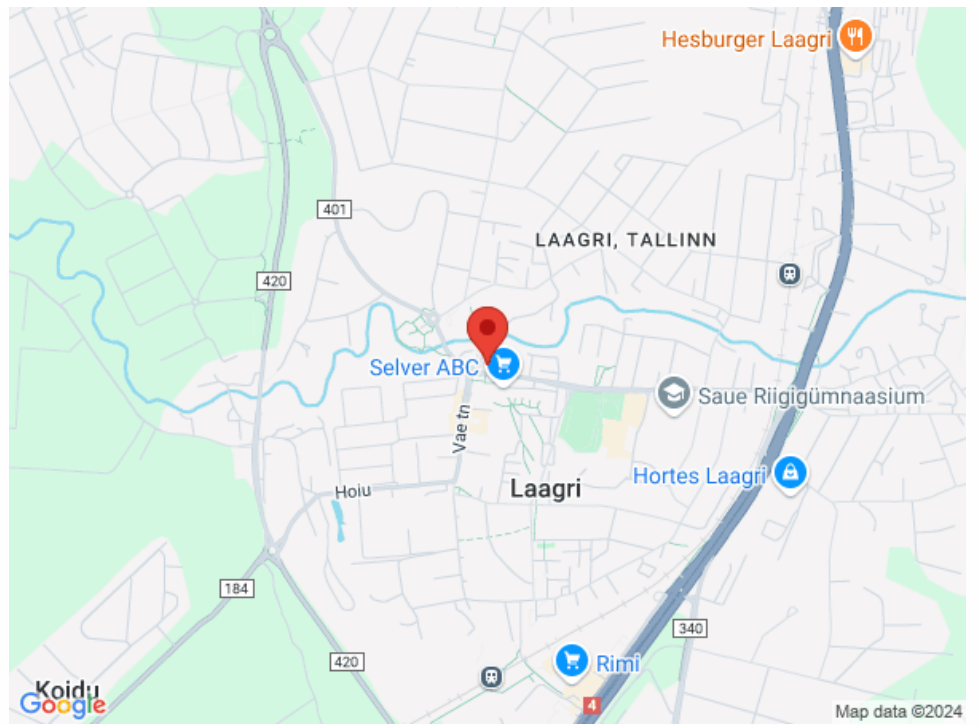 Hesburger Laagri
401
LAAGRI, TALLINN
420
Selver ABC
Saue Riigigümnaasium
Vae tn
Hortes Laagri
Laagri
Hoiu
184
340
420
Rimi
Koidu
Google
4
Map data ©2024